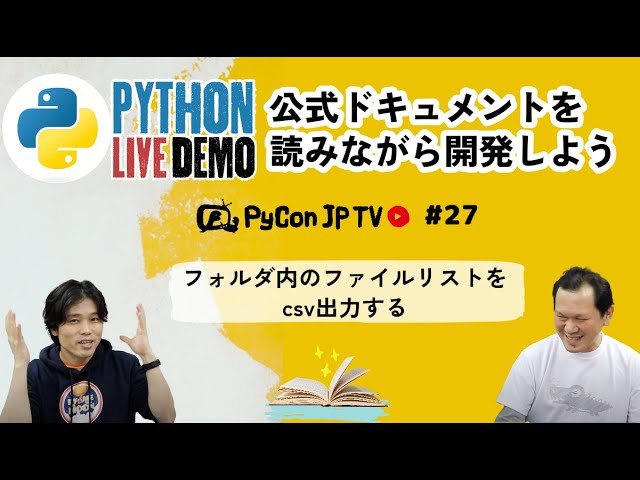 PYTHON
LIVE DEMO
公式ドキュメントを
読みながら開発しよう
PyCon JP TV #27
フォルダ内のファイルリストを
csv出力する